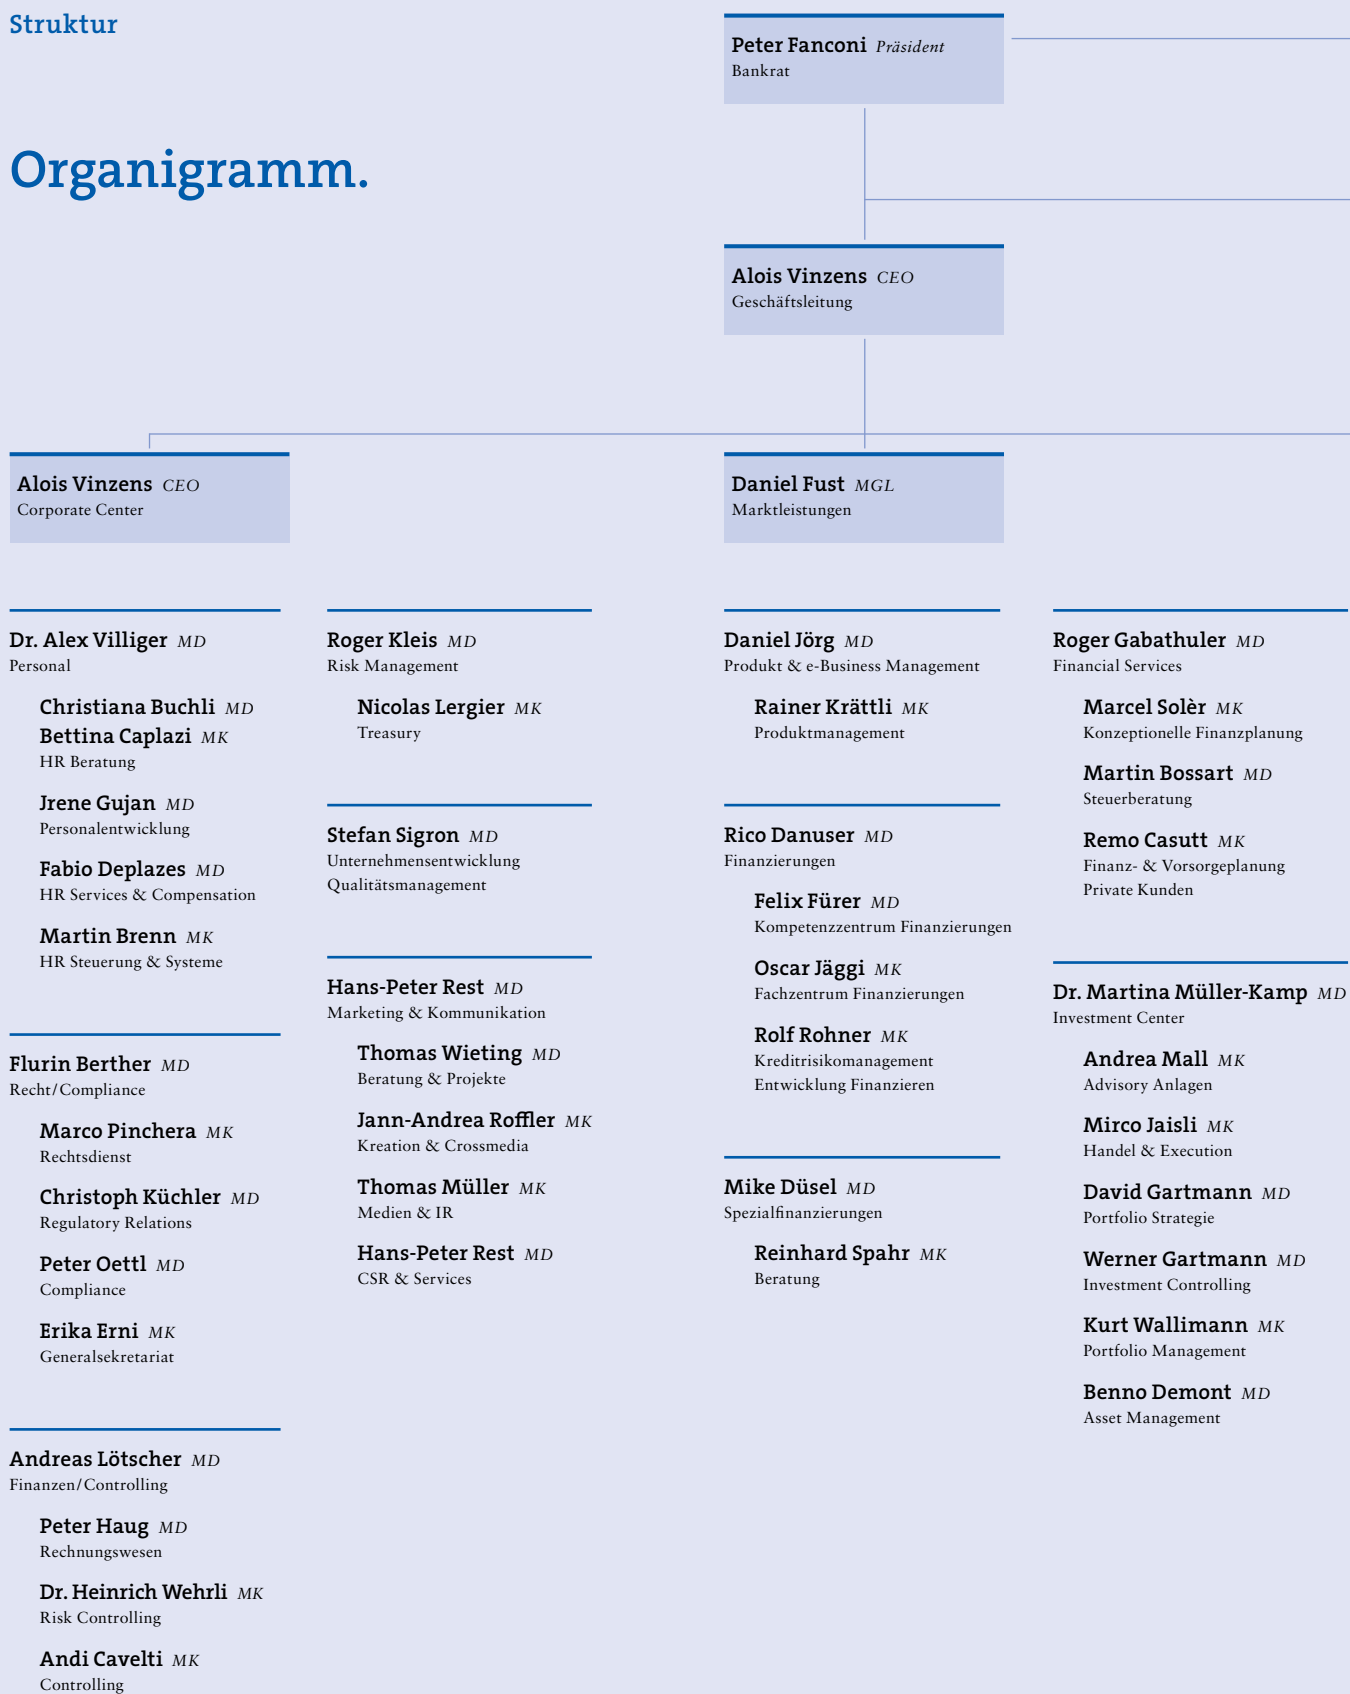 Struktur
Organigramm.
Peter Fanconi Präsident
Bankrat
Alois Vinzens CEO
Geschäftsleitung
Alois Vinzens CEO
Corporate Center
Daniel Fust MGL
Marktleistungen
Dr. Alex Villiger MD
Personal
Christiana Buchli MD
Bettina Caplazi MK
HR Beratung
Jrene Gujan MD
Personalentwicklung
Fabio Deplazes MD
HR Services & Compensation
Martin Brenn MK
HR Steuerung & Systeme
Flurin Berther MD
Recht/Compliance
Marco Pinchera MK
Rechtsdienst
Christoph Küchler MD
Regulatory Relations
Peter Oettl MD
Compliance
Erika Erni MK
Generalsekretariat
Andreas Lötscher MD
Finanzen/Controlling
Peter Haug MD
Rechnungswesen
Dr. Heinrich Wehrli MK
Risk Controlling
Andi Cavelti MK
Controlling
Roger Kleis MD
Risk Management
Nicolas Lergier MK
Treasury
Stefan Sigron MD
Unternehmensentwicklung
Qualitätsmanagement
Hans-Peter Rest MD
Marketing & Kommunikation
Thomas Wieting MD
Beratung & Projekte
Jann-Andrea Roffler MK
Kreation & Crossmedia
Thomas Müller MK
Medien & IR
Hans-Peter Rest MD
CSR & Services
Daniel Jörg MD
Produkt & e-Business Management
Rainer Krättli MK
Produktmanagement
Rico Danuser MD
Finanzierungen
Felix Fürer MD
Kompetenzzentrum Finanzierungen
Oscar Jäggi MK
Fachzentrum Finanzierungen
Rolf Rohner MK
Kreditrisikomanagement
Entwicklung Finanzieren
Mike Düsel MD
Spezialfinanzierungen
Reinhard Spahr MK
Beratung
Roger Gabathuler MD
Financial Services
Marcel Solèr MK
Konzeptionelle Finanzplanung
Martin Bossart MD
Steuerberatung
Remo Casutt MK
Finanz- & Vorsorgeplanung
Private Kunden
Dr. Martina Müller-Kamp MD
Investment Center
Andrea Mall MK
Advisory Anlagen
Mirco Jaisli MK
Handel & Execution
David Gartmann MD
Portfolio Strategie
Werner Gartmann MD
Investment Controlling
Kurt Wallimann MK
Portfolio Management
Benno Demont MD
Asset Management